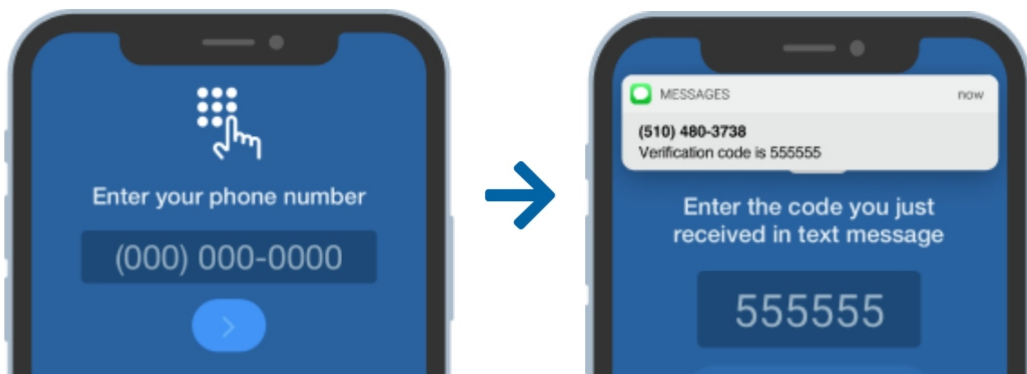 Enter your phone number
(000) 000-0000
MESSAGES now
(510) 480-3738
Verification code is 555555
Enter the code you just
received in text message
555555